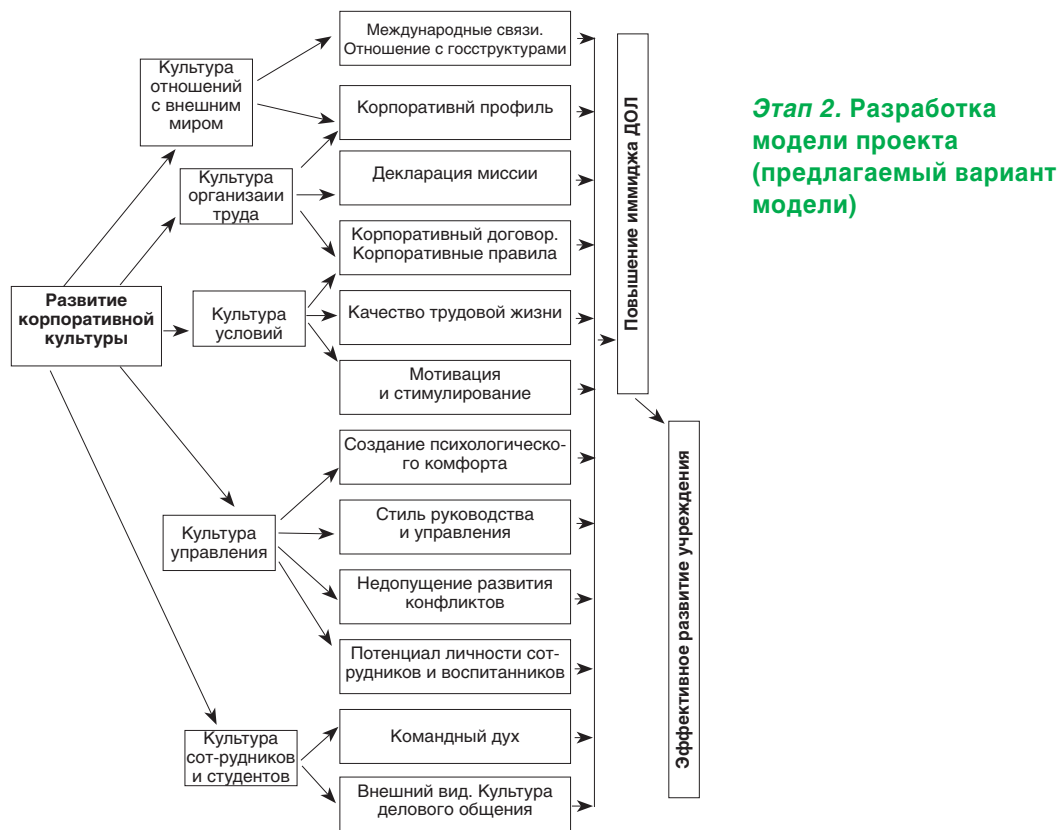 Международные связи.
Отношение с госструктурами
Культура
отношений
с внешним
миром
Корпоративнй профиль
Культура
организаии
труда
Декларация миссии
Корпоративный договор.
Корпоративные правила
Развитие
корпоративной
культуры
Культура
условий
Качество трудовой жизни
Мотивация
и стимулирование
Создание психологическо-
го комфорта
Культура
управления
Стиль руководства
и управления
Недопущение развития
конфликтов
Потенциал личности сот-
рудников и воспитанников
Культура
сот-рудников
и студентов
Командный дух
Внешний вид. Культура
делового общения
Повышение иммиджа ДОЛ
Эффективное развитие учреждения
Этап 2. Разработка
модели проекта
(предлагаемый вариант
модели)